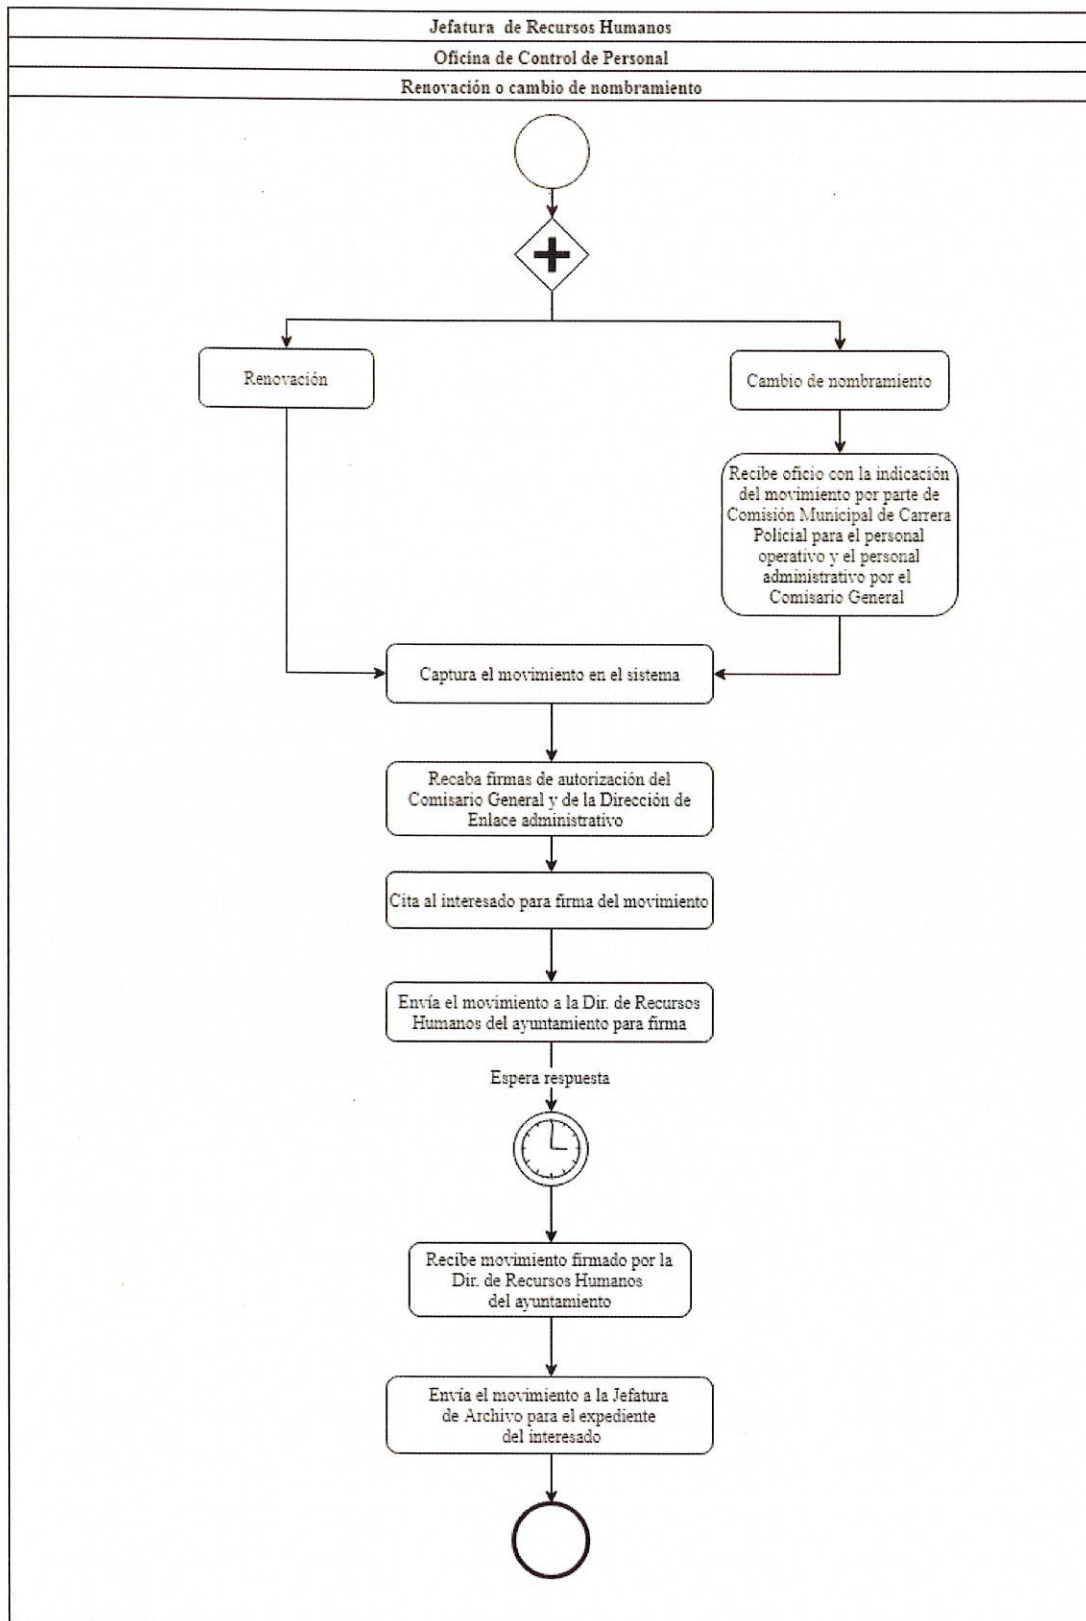 Jefatura de Recursos Humanos
Oficina de Control de Personal
Renovación o cambio de nombramiento
Renovación
Cambio de nombramiento
Recibe oficio con la indicación
del movimiento por parte de
Comisión Municipal de Carrera
Policial para el personal
operativo y el personal
administrativo por el
Comisario General
Captura el movimiento en el sistema
Recaba firmas de autorización del
Comisario General y de la Dirección de
Enlace administrativo
Cita al interesado para firma del movimiento
Envía el movimiento a la Dir. de Recursos
Humanos del ayuntamiento para firma
Espera respuesta
Recibe movimiento firmado por la
Dir. de Recursos Humanos
del ayuntamiento
Envía el movimiento a la Jefatura
de Archivo para el expediente
del interesado